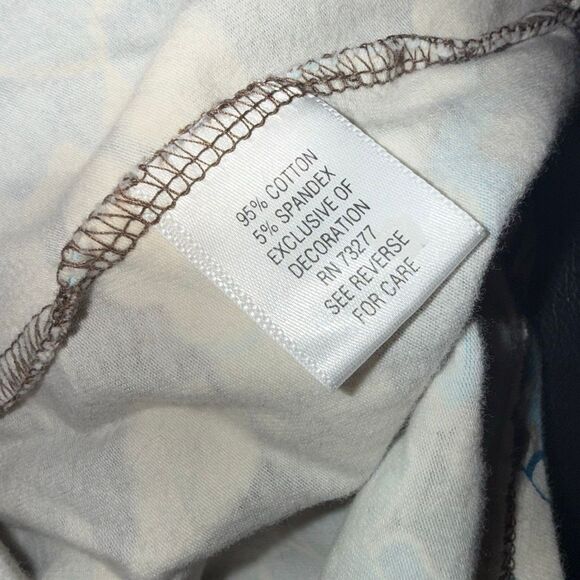 95% COTTON
5% SPANDEX
EXCLUSIVE OF
DECORATION
RN 73277
SEE REVERSE
FOR CARE